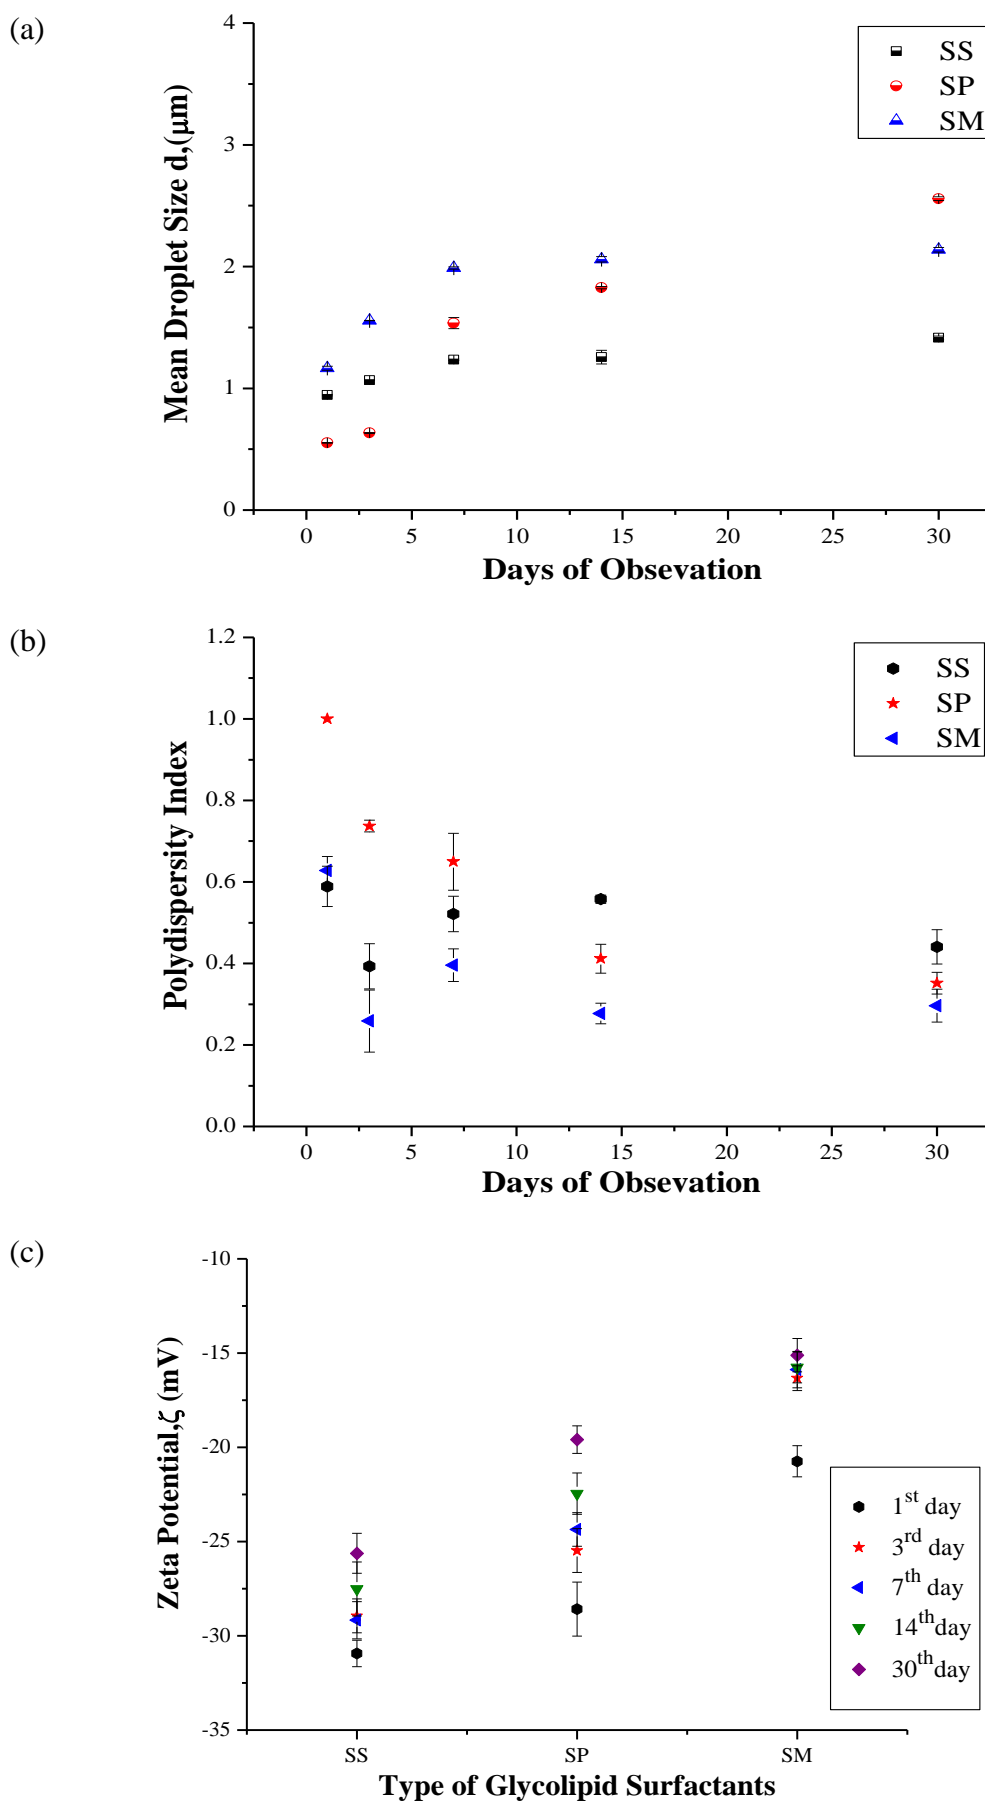 (a)
4
3
2
1
0
Mean Droplet Size d,(μm)
SS
SP
SM
0 5 10 15 20 25 30
Days of Obsevation
(b)
1.2
1.0
0.8
0.6
0.4
0.2
0.0
Polydispersity Index
SS
SP
SM
0 5 10 15 20 25 30
Days of Obsevation
(c)
-10
-15
-20
-25
-30
-35
Zeta Potential,ζ (mV)
1st day
3rd day
7th day
14th day
30th day
SS SP SM
Type of Glycolipid Surfactants